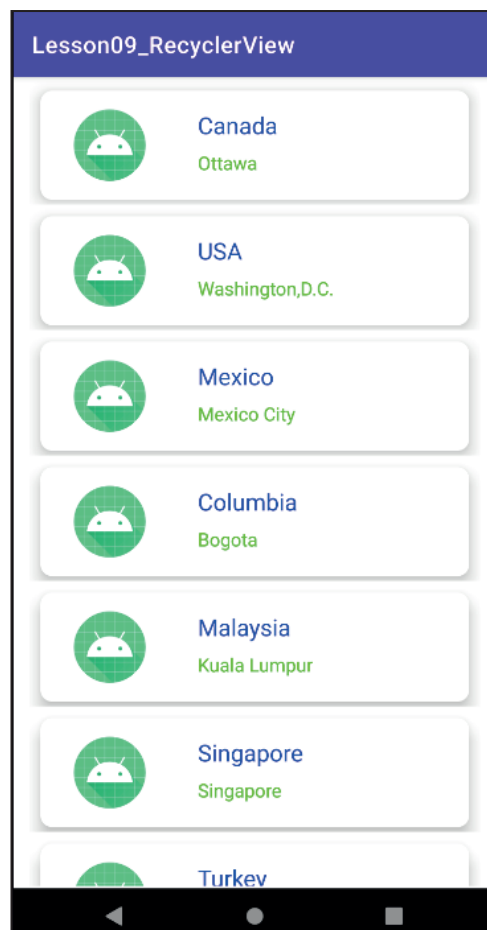 Lesson09_RecyclerView
Canada
Ottawa
USA
Washington,D.C.
Mexico
Mexico City
Columbia
Bogota
Malaysia
Kuala Lumpur
Singapore
Singapore
Turkey